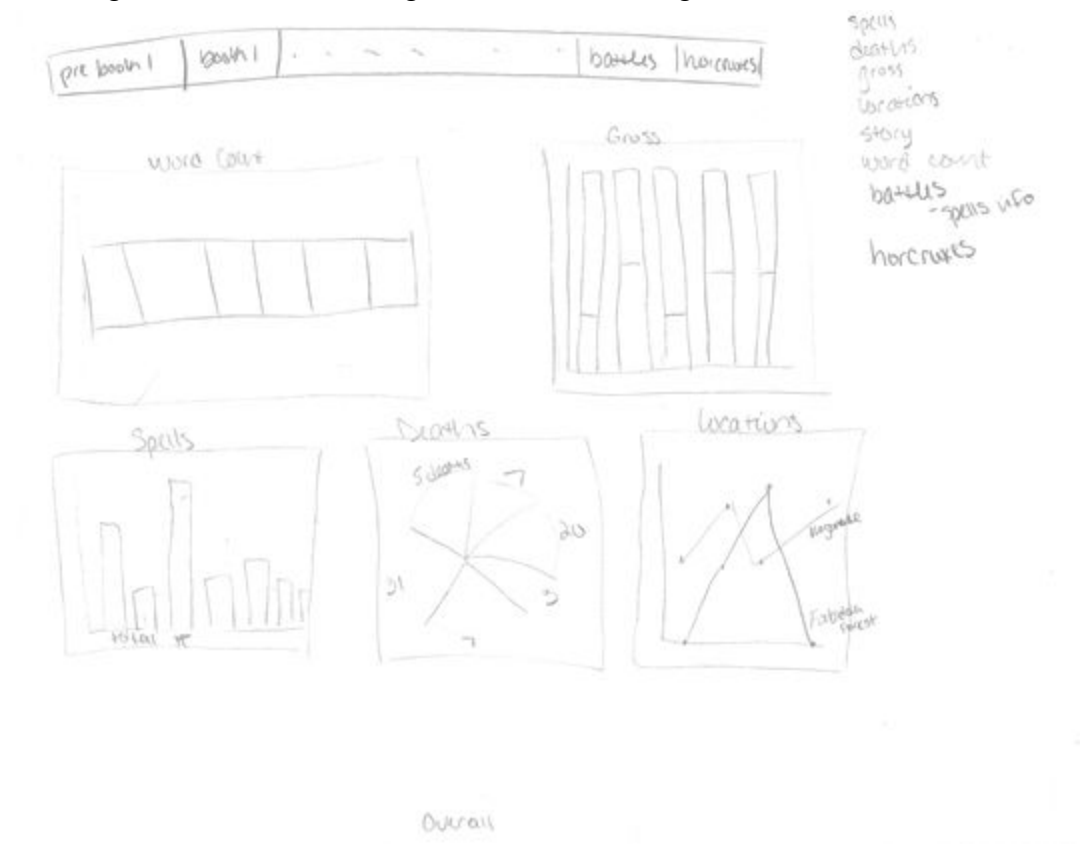 pre book 1 book 1 battles horcruxes
spells
deaths
gross
locations
story
word count
battles
- spells info
horcruxes
Word Count
Gross
Spells
total #
Deaths
5 deaths
7
20
3
7
31
Locations
Hogwarts
Forbidden
Forest
Overall